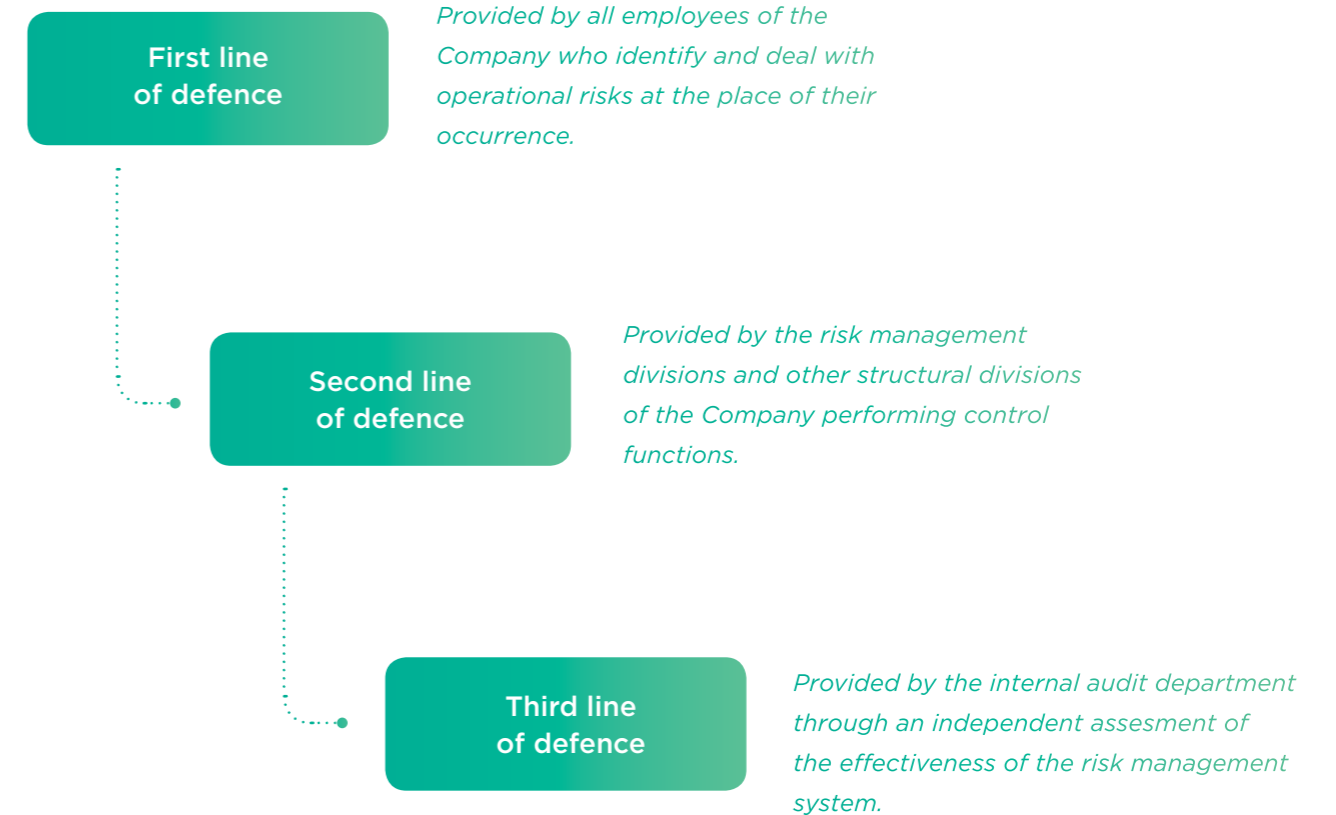 First line
of defence
Provided by all employees of the
Company who identify and deal with
operational risks at the place of their
occurrence.
Second line
of defence
Provided by the risk management
divisions and other structural divisions
of the Company performing control
functions.
Third line
of defence
Provided by the internal audit department
through an independent assesment of
the effectiveness of the risk management
system.